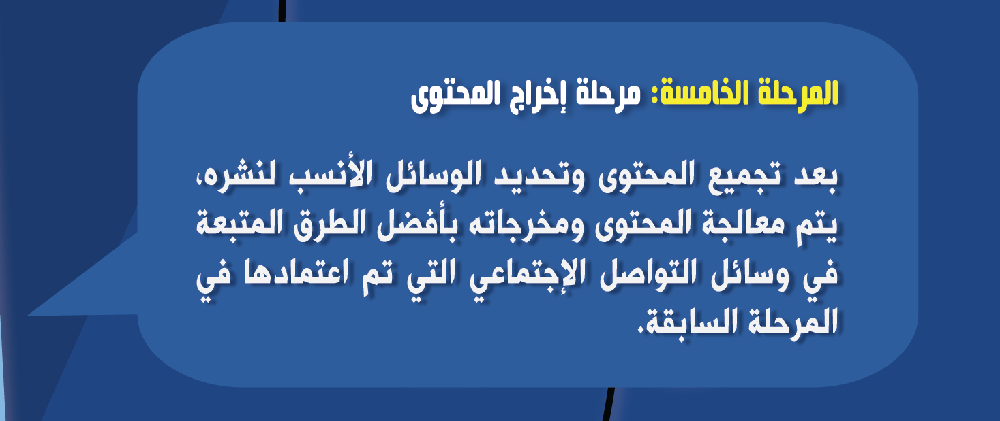 المرحلة الخامسة: مرحلة إخراج المحتوى
بعد تجميع المحتوى وتحديد الوسائل الأنسب لنشره،
يتم معالجة المحتوى ومخرجاته بأفضل الطرق المتبعة
في وسائل التواصل الإجتماعي التي تم اعتمادها في
المرحلة السابقة.